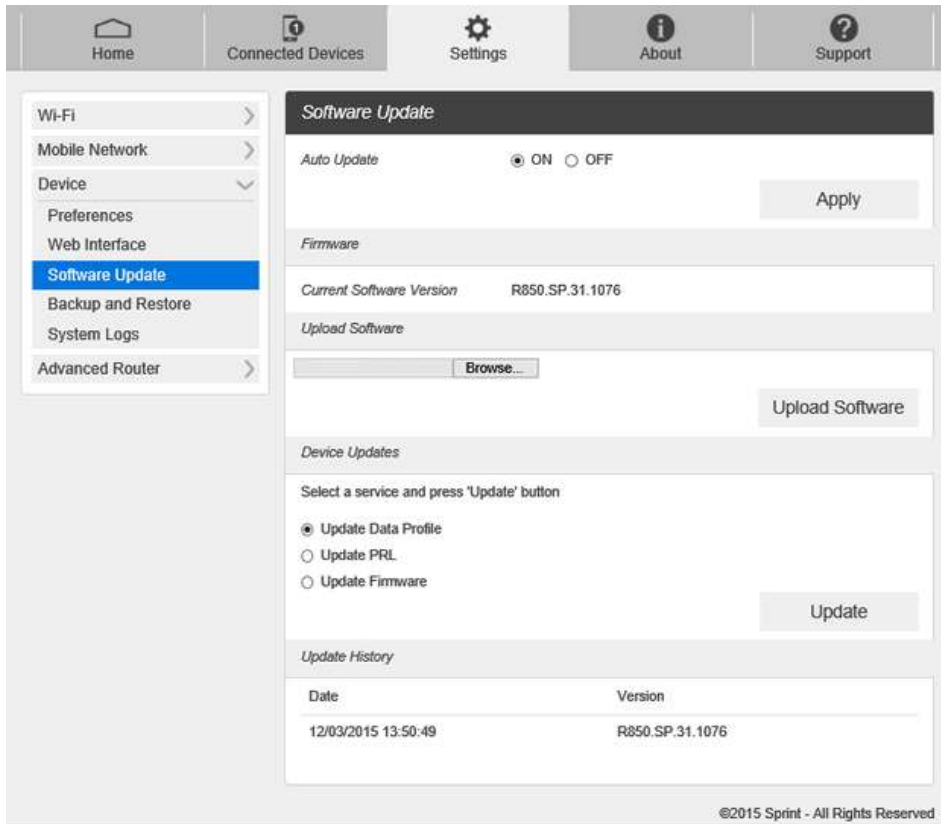 1
Home
Connected Devices
Settings
About
Support
Wi-Fi
Mobile Network
Device
Preferences
Web Interface
Software Update
Backup and Restore
System Logs
Advanced Router
Software Update
Auto Update ON OFF
Apply
Firmware
Current Software Version R850.SP.31.1076
Upload Software
Browse...
Upload Software
Device Updates
Select a service and press 'Update' button
Update Data Profile
Update PRL
Update Firmware
Update
Update History
Date Version
12/03/2015 13:50:49 R850.SP.31.1076
©2015 Sprint - All Rights Reserved